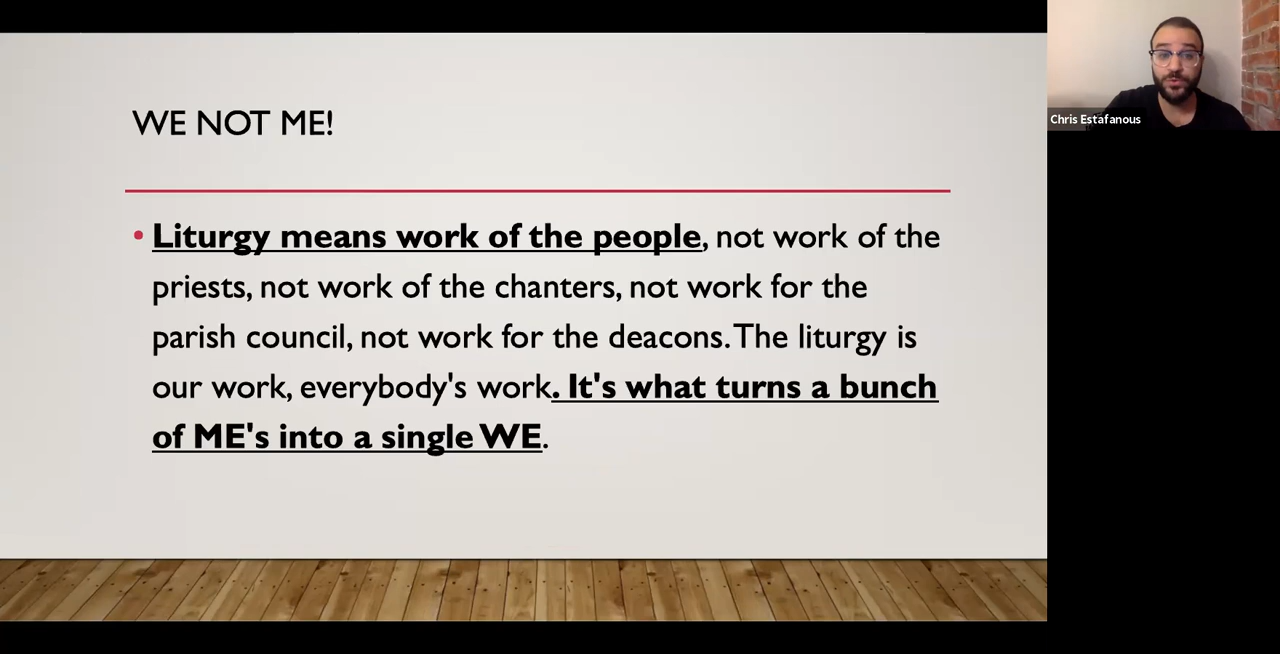 WE NOT ME!
• Liturgy means work of the people, not work of the
priests, not work of the chanters, not work for the
parish council, not work for the deacons. The liturgy is
our work, everybody's work. It's what turns a bunch
of ME's into a single WE.
Chris Estafanous